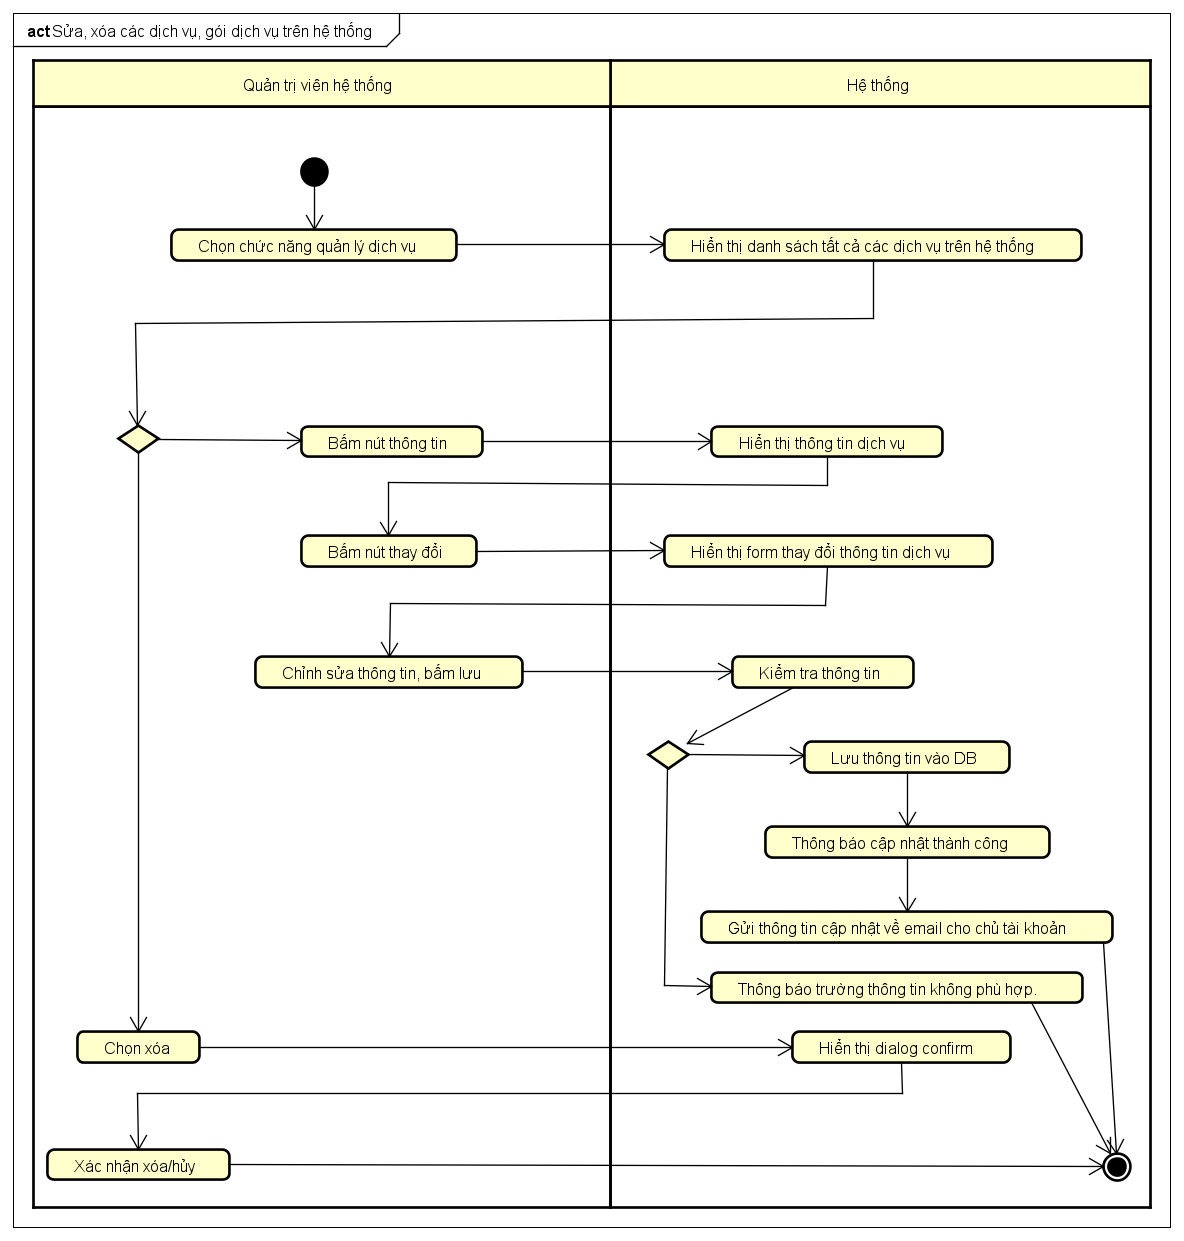 act Sửa, xóa các dịch vụ, gói dịch vụ trên hệ thống
Quản trị viên hệ thống
Hệ thống
Chọn chức năng quản lý dịch vụ
Hiển thị danh sách tất cả các dịch vụ trên hệ thống
Bấm nút thông tin
Hiển thị thông tin dịch vụ
Bấm nút thay đổi
Hiển thị form thay đổi thông tin dịch vụ
Chỉnh sửa thông tin, bấm lưu
Kiểm tra thông tin
Lưu thông tin vào DB
Thông báo cập nhật thành công
Gửi thông tin cập nhật về email cho chủ tài khoản
Thông báo trường thông tin không phù hợp.
Chọn xóa
Hiển thị dialog confirm
Xác nhận xóa/hủy